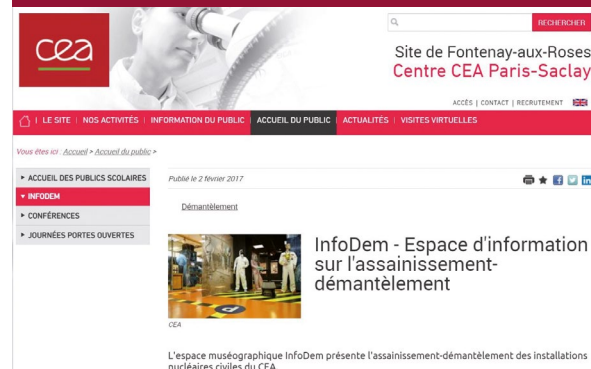 cea
RECHERCHER
Site de Fontenay-aux-Roses
Centre CEA Paris-Saclay
ACCÈS | CONTACT | RECRUTEMENT
LE SITE | NOS ACTIVITÉS | INFORMATION DU PUBLIC | ACCUEIL DU PUBLIC | ACTUALITÉS | VISITES VIRTUELLES
Vous êtes ici : Accueil > Accueil du public >
ACCUEIL DES PUBLICS SCOLAIRES
INFODEM
CONFÉRENCES
JOURNÉES PORTES OUVERTES
Publié le 2 février 2017
Démantèlement
InfoDem - Espace d'information
sur l'assainissement-
démantèlement
CEA
L'espace muséographique InfoDem présente l'assainissement-démantèlement des installations
nucléaires civiles du CEA.